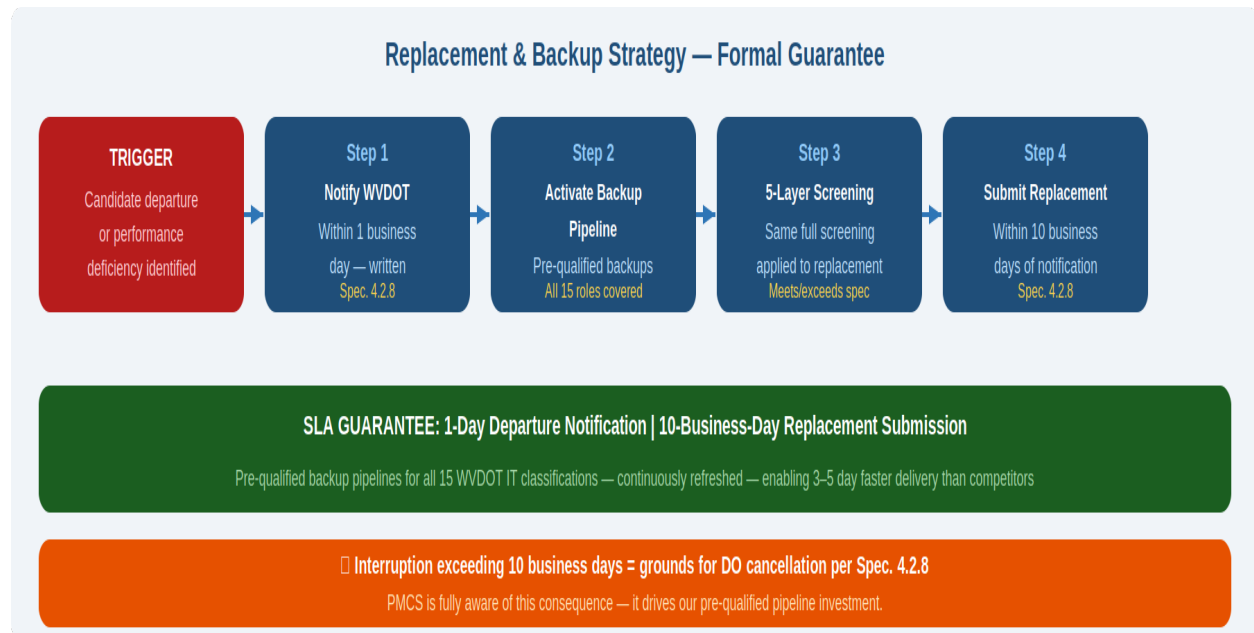 Replacement & Backup Strategy — Formal Guarantee
TRIGGER
Candidate departure
or performance
deficiency identified
Step 1
Notify WVDOT
Within 1 business
day — written
Spec. 4.2.8
Step 2
Activate Backup
Pipeline
Pre-qualified backups
All 15 roles covered
Step 3
5-Layer Screening
Same full screening
applied to replacement
Meets/exceeds spec
Step 4
Submit Replacement
Within 10 business
days of notification
Spec. 4.2.8
SLA GUARANTEE: 1-Day Departure Notification | 10-Business-Day Replacement Submission
Pre-qualified backup pipelines for all 15 WVDOT IT classifications — continuously refreshed — enabling 3–5 day faster delivery than competitors
Interruption exceeding 10 business days = grounds for DO cancellation per Spec. 4.2.8
PMCS is fully aware of this consequence — it drives our pre-qualified pipeline investment.